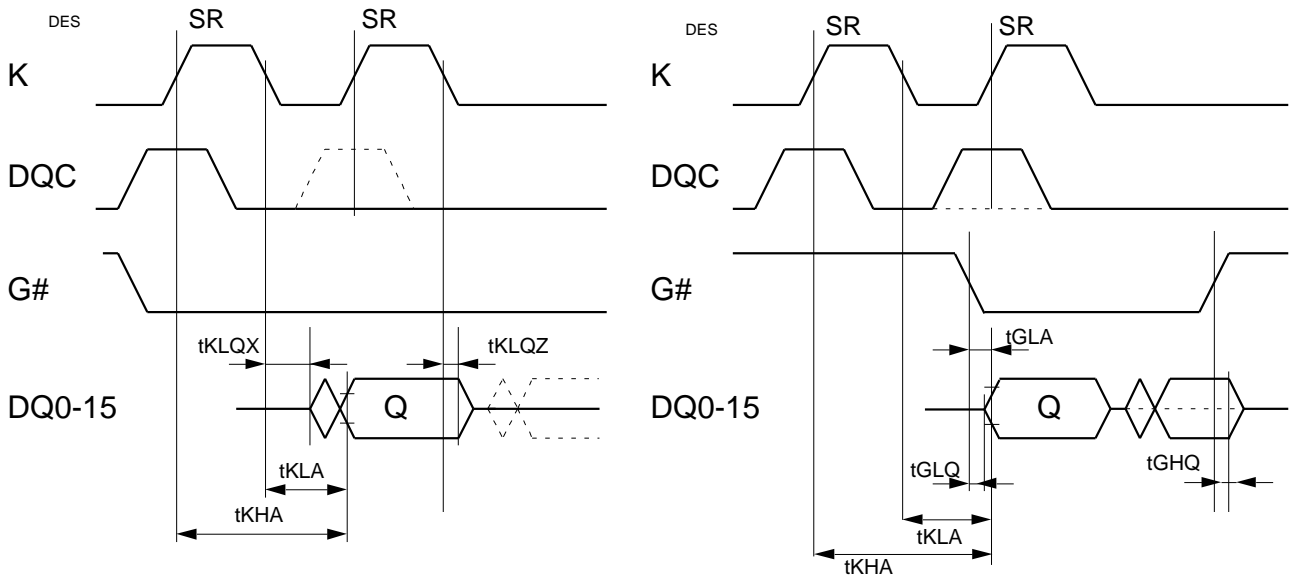 DES
SR
SR
K
DQC
G#
tKLQX
tKLQZ
DQ0-15
Q
tKLA
tKHA
DES
SR
SR
K
DQC
G#
tGLA
DQ0-15
Q
tGLQ
tGHQ
tKLA
tKHA